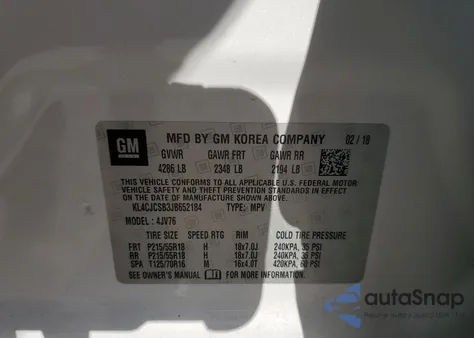 GM
MFD BY GM KOREA COMPANY 02/18
GVWR GAWR FRT GAWR RR
4286 LB 2348 LB 2194 LB
THIS VEHICLE CONFORMS TO ALL APPLICABLE U.S. FEDERAL MOTOR
VEHICLE SAFETY AND THEFT PREVENTION STANDARDS IN EFFECT ON
THE DATE OF MANUFACTURE SHOWN ABOVE.
KL4CJCSB3JB652184 TYPE: MPV
MODEL: 4JV76
TIRE SIZE SPEED RTG RIM COLD TIRE PRESSURE
FRT P215/55R18 H 18x7.0J 240KPA, 35 PSI
RR P215/55R18 H 18x7.0J 240KPA, 35 PSI
SPA T125/70R16 M 16x4.0T 420KPA, 60 PSI
SEE OWNER'S MANUAL FOR MORE INFORMATION.
autoSnap